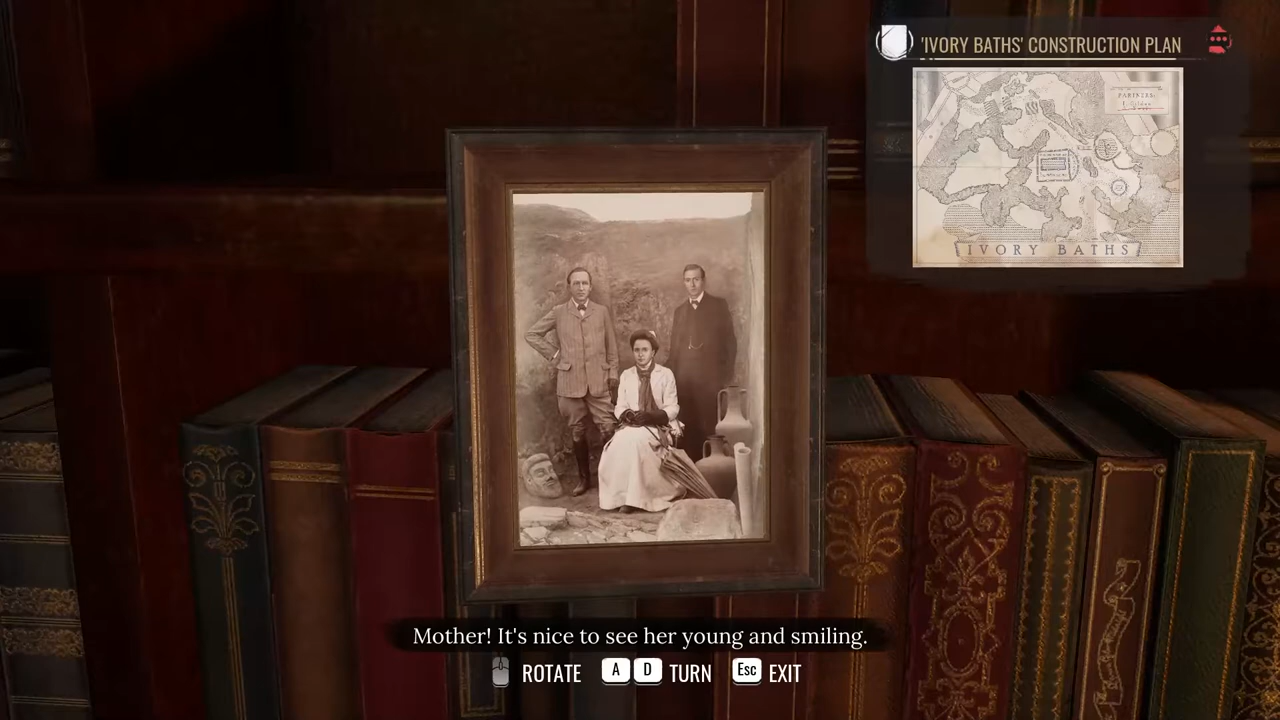 'IVORY BATHS' CONSTRUCTION PLAN
PARTNERS:
IVORY BATHS
Mother! It's nice to see her young and smiling.
ROTATE A D TURN Esc EXIT